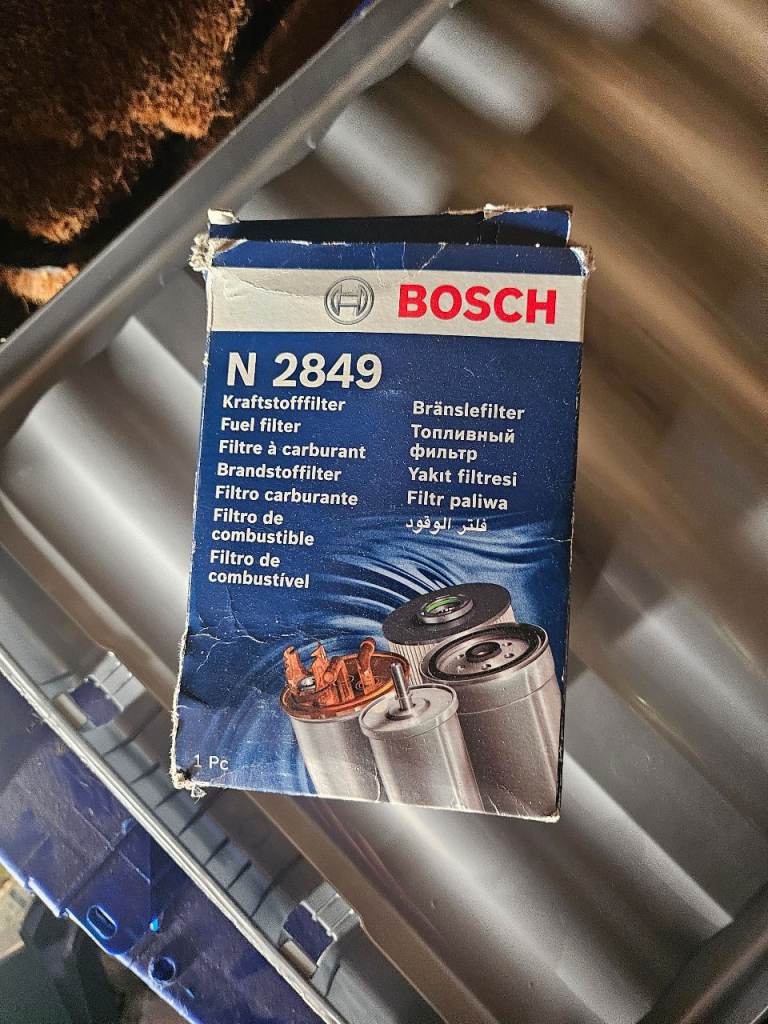 BOSCH
N 2849
Kraftstofffilter
Fuel filter
Filtre à carburant
Brandstoffilter
Filtro carburante
Filtro de
combustible
Filtro de
combustível
Bränslefilter
Топливный
фильтр
Yakıt filtresi
Filtr paliwa
فلتر الوقود
1 Pc